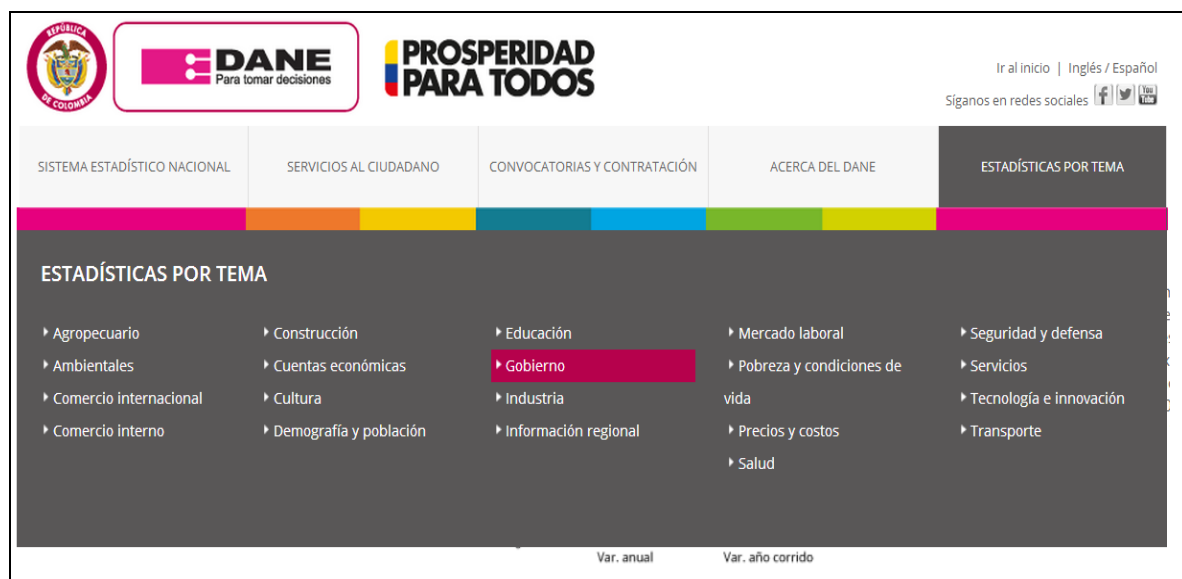 REPÚBLICA
DE COLOMBIA
DANE
Para tomar decisiones
PROSPERIDAD
PARA TODOS
Ir al inicio | Inglés / Español
Síganos en redes sociales
You
Tube
SISTEMA ESTADÍSTICO NACIONAL
SERVICIOS AL CIUDADANO
CONVOCATORIAS Y CONTRATACIÓN
ACERCA DEL DANE
ESTADÍSTICAS POR TEMA
ESTADÍSTICAS POR TEMA
Agropecuario
Ambientales
Comercio internacional
Comercio interno
Construcción
Cuentas económicas
Cultura
Demografía y población
Educación
Gobierno
Industria
Información regional
Mercado laboral
Pobreza y condiciones de
vida
Precios y costos
Salud
Seguridad y defensa
Servicios
Tecnología e innovación
Transporte
Var. anual
Var. año corrido